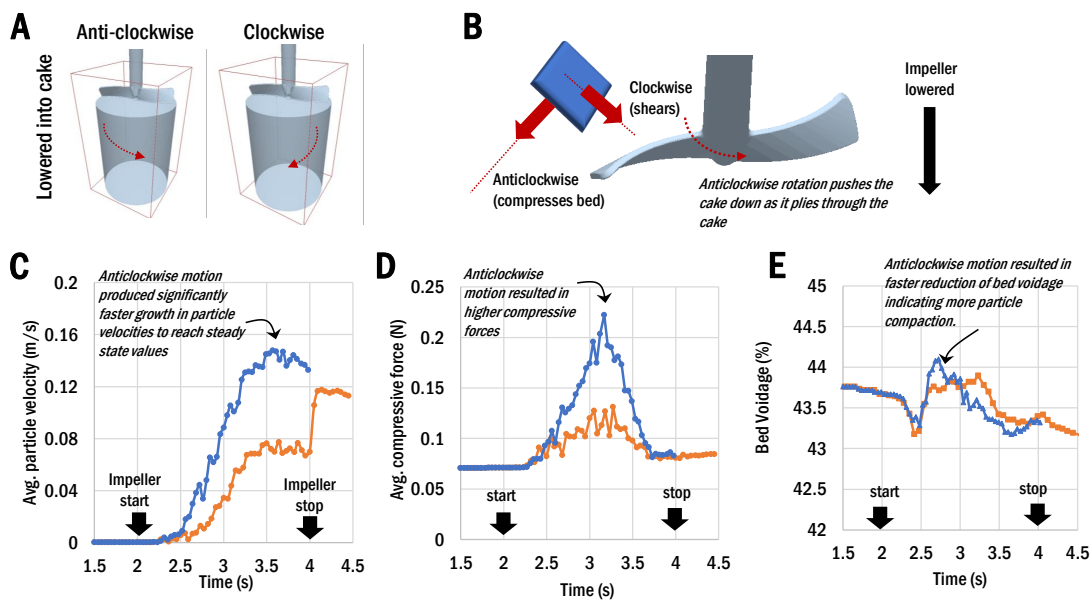 A
Anti-clockwise
Clockwise
Lowered into cake
B
Clockwise
(shears)
Anticlockwise
(compresses bed)
Anticlockwise rotation pushes the
cake down as it plies through the
cake
Impeller
lowered
C
Anticlockwise motion
produced significantly
faster growth in particle
velocities to reach steady
state values
Avg. particle velocity (m/s)
0.2
0.16
0.12
0.08
0.04
0
Impeller
start
Impeller
stop
1.5 2 2.5 3 3.5 4 4.5
Time (s)
D
Anticlockwise
motion resulted in
higher compressive
forces
Avg. compressive force (N)
0.25
0.2
0.15
0.1
0.05
0
start
stop
1.5 2 2.5 3 3.5 4 4.5
Time (s)
E
Anticlockwise motion resulted in
faster reduction of bed voidage
indicating more particle
compaction.
Bed Voidage (%)
45
44.5
44
43.5
43
42.5
42
start
stop
1.5 2 2.5 3 3.5 4 4.5
Time (s)